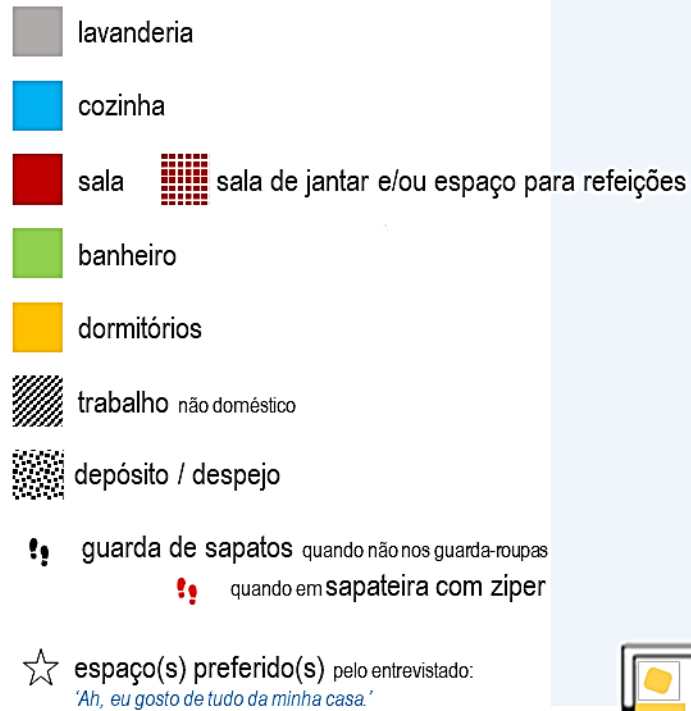 lavanderia
cozinha
sala sala de jantar e/ou espaço para refeições
banheiro
dormitórios
trabalho não doméstico
depósito / despejo
guarda de sapatos quando não nos guarda-roupas
quando em sapateira com ziper
espaço(s) preferido(s) pelo entrevistado:
'Ah, eu gosto de tudo da minha casa.'